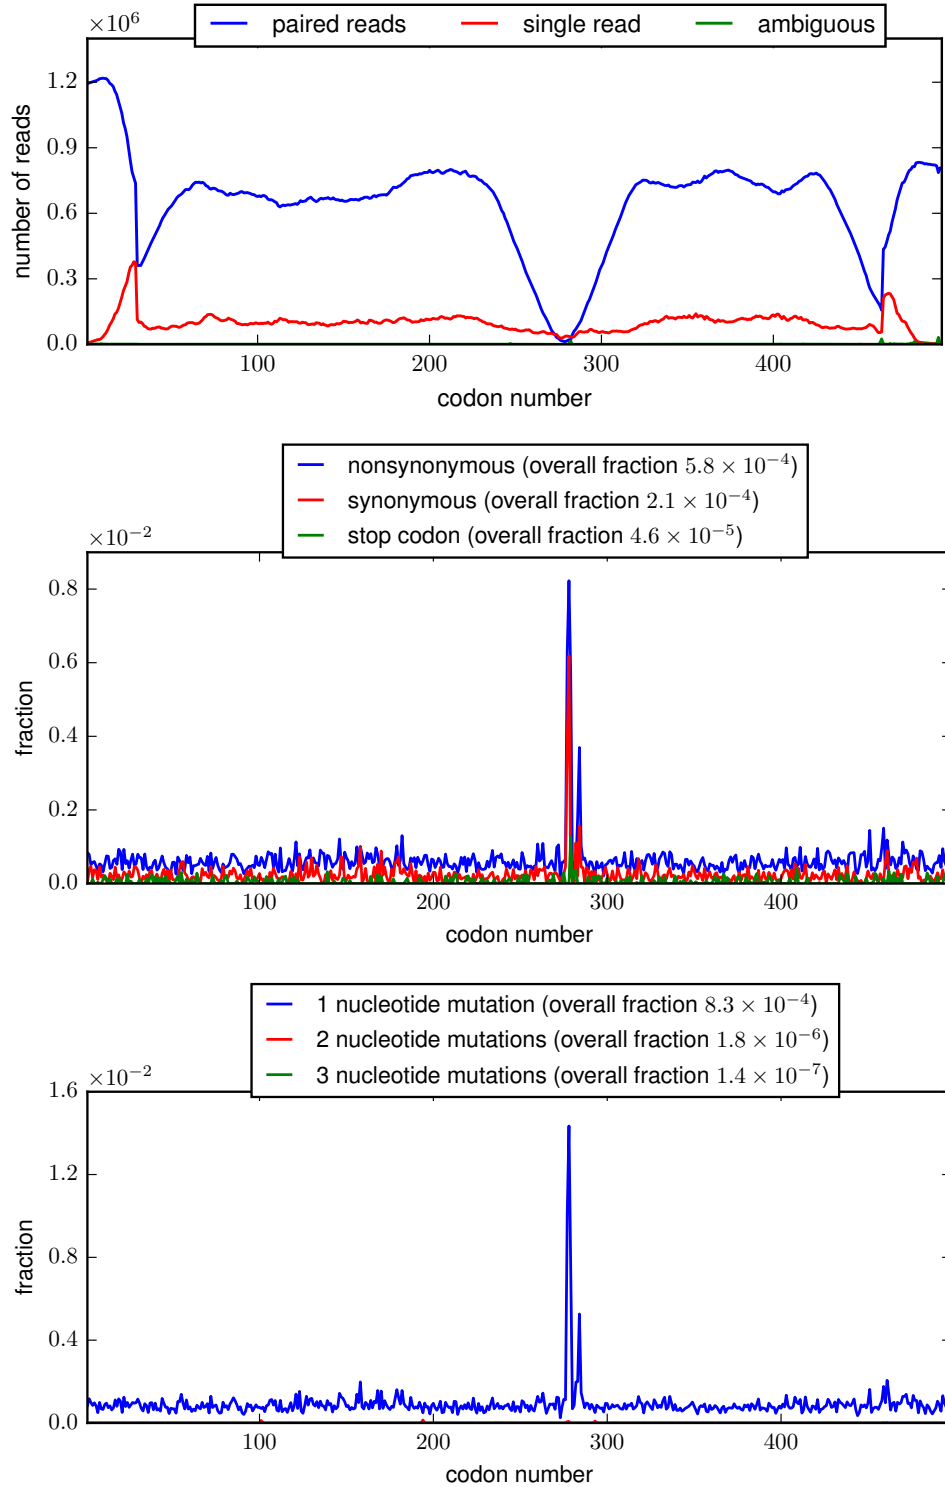 ×10⁶
paired reads single read ambiguous
1.2
0.9
0.6
0.3
0.0
number of reads
100 200 300 400
codon number
nonsynonymous (overall fraction 5.8 × 10⁻⁴)
synonymous (overall fraction 2.1 × 10⁻⁴)
stop codon (overall fraction 4.6 × 10⁻⁵)
×10⁻²
0.8
0.6
0.4
0.2
0.0
fraction
100 200 300 400
codon number
1 nucleotide mutation (overall fraction 8.3 × 10⁻⁴)
2 nucleotide mutations (overall fraction 1.8 × 10⁻⁶)
3 nucleotide mutations (overall fraction 1.4 × 10⁻⁷)
×10⁻²
1.6
1.2
0.8
0.4
0.0
fraction
100 200 300 400
codon number